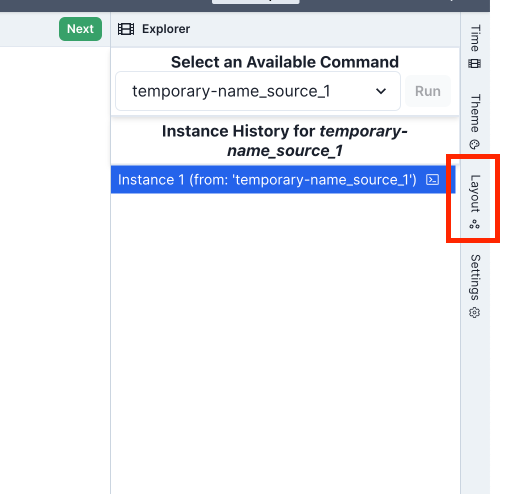 Next
Explorer
Select an Available Command
temporary-name_source_1
Run
Instance History for temporary-
name_source_1
Instance 1 (from: 'temporary-name_source_1')
Time
Theme
Layout
Settings